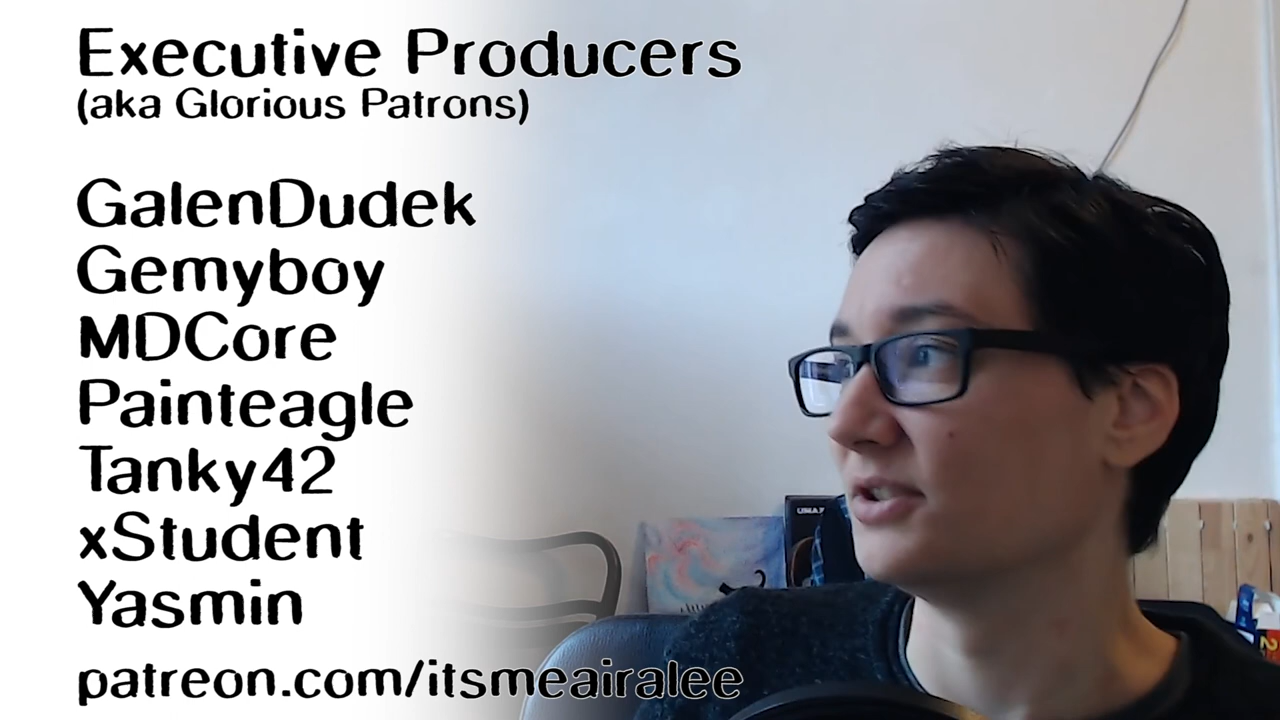 Executive Producers
(aka Glorious Patrons)
GalenDudek
Gemyboy
MDCore
Painteagle
Tanky42
xStudent
Yasmin
patreon.com/itsmeairalee